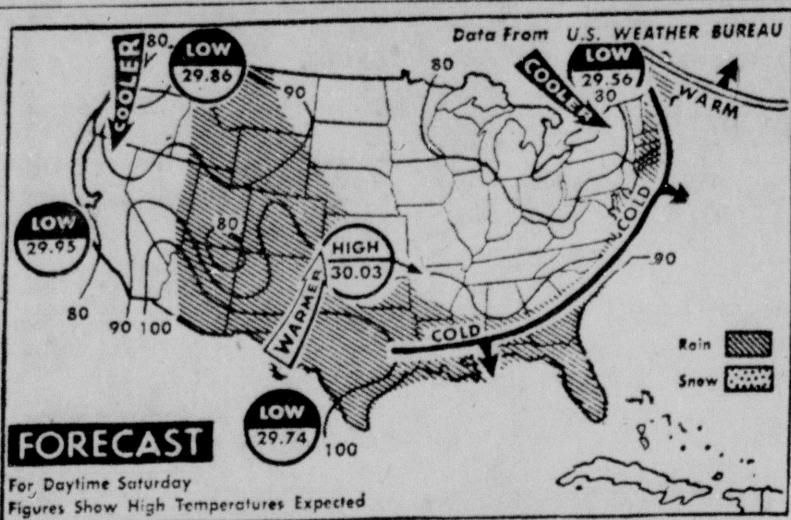 Data From U.S. WEATHER BUREAU
COOLER
80
LOW
29.86
90
80
COOLER
LOW
29.56
80
WARM
COLD
LOW
29.95
80
HIGH
30.03
90
80
90
100
WARMER
COLD
Rain
Snow
LOW
29.74
100
FORECAST
For Daytime Saturday
Figures Show High Temperatures Expected